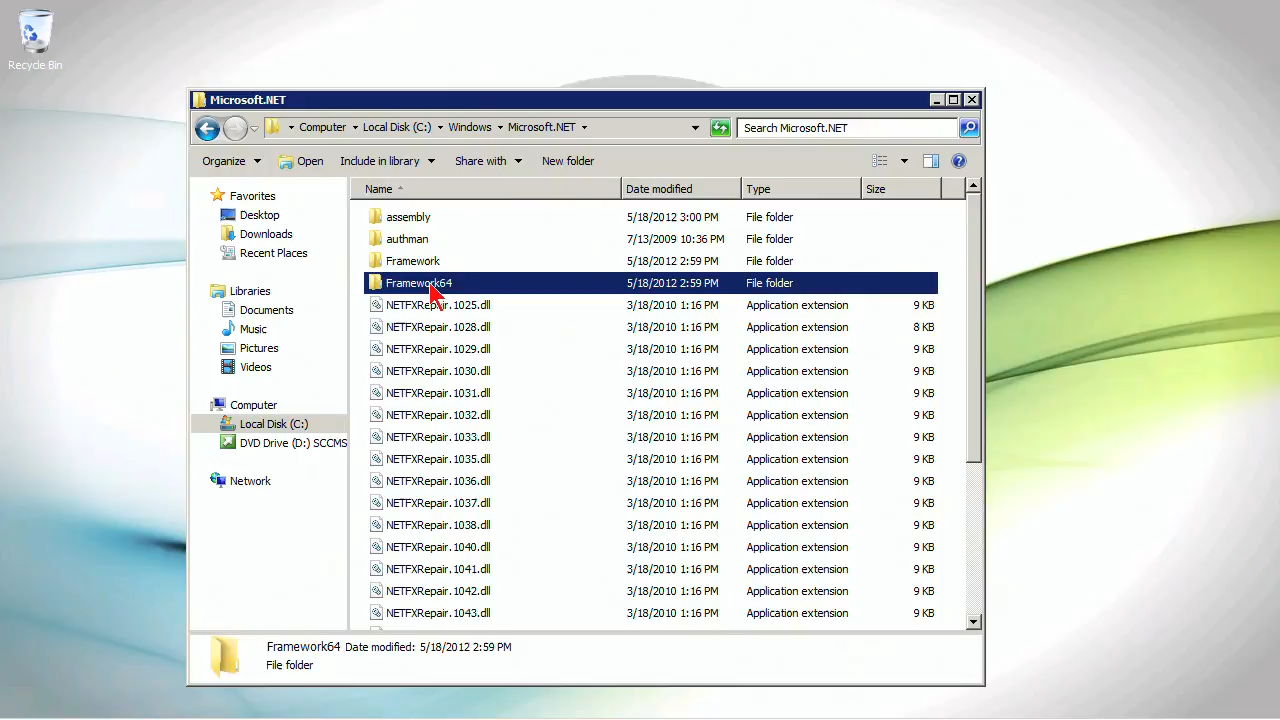 Recycle Bin
Microsoft.NET
Computer Local Disk (C:) Windows Microsoft.NET Search Microsoft.NET
Organize Open Include in library Share with New folder
Name Date modified Type Size
Favorites
Desktop
Downloads
Recent Places
Libraries
Documents
Music
Pictures
Videos
Computer
Local Disk (C:)
DVD Drive (D:) SCCMS
Network
assembly 5/18/2012 3:00 PM File folder
authman 7/13/2009 10:36 PM File folder
Framework 5/18/2012 2:59 PM File folder
Framework64 5/18/2012 2:59 PM File folder
NETFXRepair.1025.dll 3/18/2010 1:16 PM Application extension 9 KB
NETFXRepair.1028.dll 3/18/2010 1:16 PM Application extension 8 KB
NETFXRepair.1029.dll 3/18/2010 1:16 PM Application extension 9 KB
NETFXRepair.1030.dll 3/18/2010 1:16 PM Application extension 9 KB
NETFXRepair.1031.dll 3/18/2010 1:16 PM Application extension 9 KB
NETFXRepair.1032.dll 3/18/2010 1:16 PM Application extension 9 KB
NETFXRepair.1033.dll 3/18/2010 1:16 PM Application extension 9 KB
NETFXRepair.1035.dll 3/18/2010 1:16 PM Application extension 9 KB
NETFXRepair.1036.dll 3/18/2010 1:16 PM Application extension 9 KB
NETFXRepair.1037.dll 3/18/2010 1:16 PM Application extension 9 KB
NETFXRepair.1038.dll 3/18/2010 1:16 PM Application extension 9 KB
NETFXRepair.1040.dll 3/18/2010 1:16 PM Application extension 9 KB
NETFXRepair.1041.dll 3/18/2010 1:16 PM Application extension 9 KB
NETFXRepair.1042.dll 3/18/2010 1:16 PM Application extension 9 KB
NETFXRepair.1043.dll 3/18/2010 1:16 PM Application extension 9 KB
Framework64 Date modified: 5/18/2012 2:59 PM
File folder